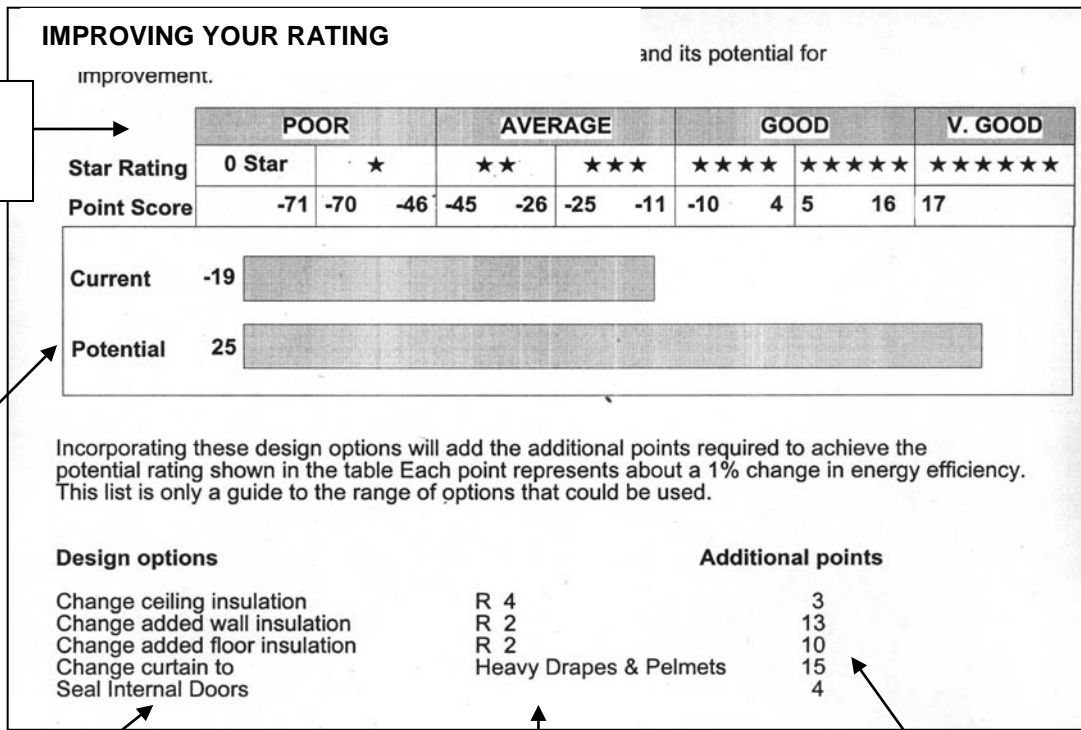 IMPROVING YOUR RATING
and its potential for
improvement.
POOR AVERAGE GOOD V. GOOD
Star Rating 0 Star ★ ★★ ★★★ ★★★★ ★★★★★ ★★★★★★
Point Score -71 -70 -46 -45 -26 -25 -11 -10 4 5 16 17
Current -19
Potential 25
Incorporating these design options will add the additional points required to achieve the
potential rating shown in the table Each point represents about a 1% change in energy efficiency.
This list is only a guide to the range of options that could be used.
Design options Additional points
Change ceiling insulation R 4 3
Change added wall insulation R 2 13
Change added floor insulation R 2 10
Change curtain to Heavy Drapes & Pelmets 15
Seal Internal Doors 4